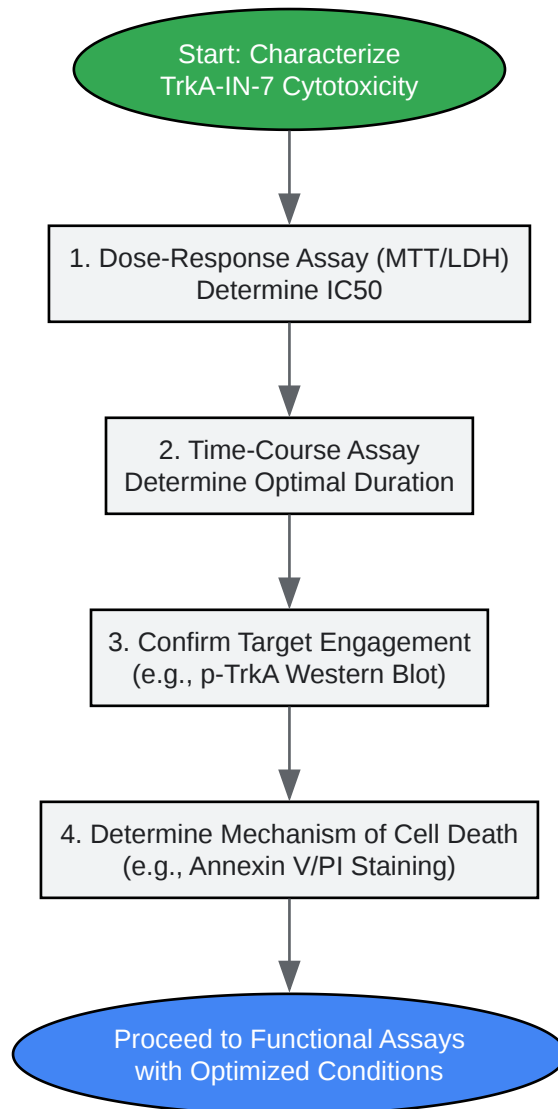 Start: Characterize
TrkA-IN-7 Cytotoxicity
1. Dose-Response Assay (MTT/LDH)
Determine IC50
2. Time-Course Assay
Determine Optimal Duration
3. Confirm Target Engagement
(e.g., p-TrkA Western Blot)
4. Determine Mechanism of Cell Death
(e.g., Annexin V/PI Staining)
Proceed to Functional Assays
with Optimized Conditions